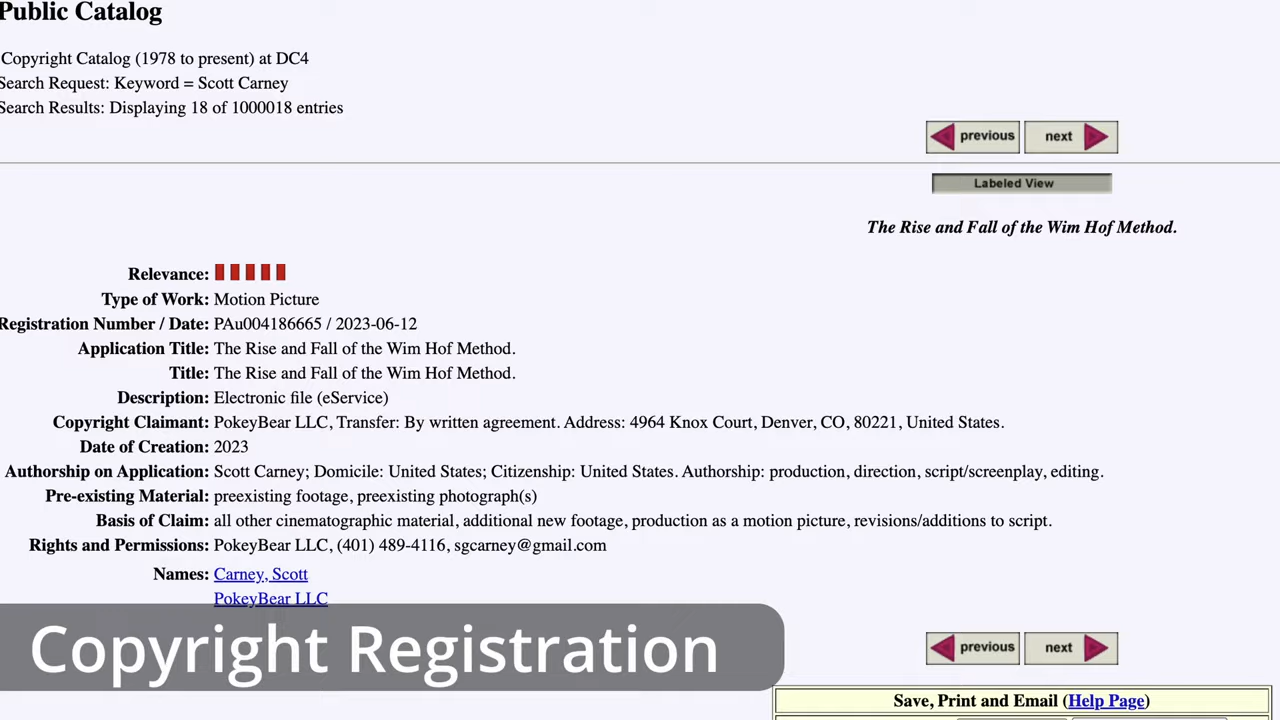 Public Catalog
Copyright Catalog (1978 to present) at DC4
Search Request: Keyword = Scott Carney
Search Results: Displaying 18 of 1000018 entries
previous next
Labeled View
The Rise and Fall of the Wim Hof Method.
Relevance:
Type of Work: Motion Picture
Registration Number / Date: PAu004186665 / 2023-06-12
Application Title: The Rise and Fall of the Wim Hof Method.
Title: The Rise and Fall of the Wim Hof Method.
Description: Electronic file (eService)
Copyright Claimant: PokeyBear LLC, Transfer: By written agreement. Address: 4964 Knox Court, Denver, CO, 80221, United States.
Date of Creation: 2023
Authorship on Application: Scott Carney; Domicile: United States; Citizenship: United States. Authorship: production, direction, script/screenplay, editing.
Pre-existing Material: preexisting footage, preexisting photograph(s)
Basis of Claim: all other cinematographic material, additional new footage, production as a motion picture, revisions/additions to script.
Rights and Permissions: PokeyBear LLC, (401) 489-4116, sgcarney@gmail.com
Names: Carney, Scott
PokeyBear LLC
Copyright Registration
previous next
Save, Print and Email (Help Page)